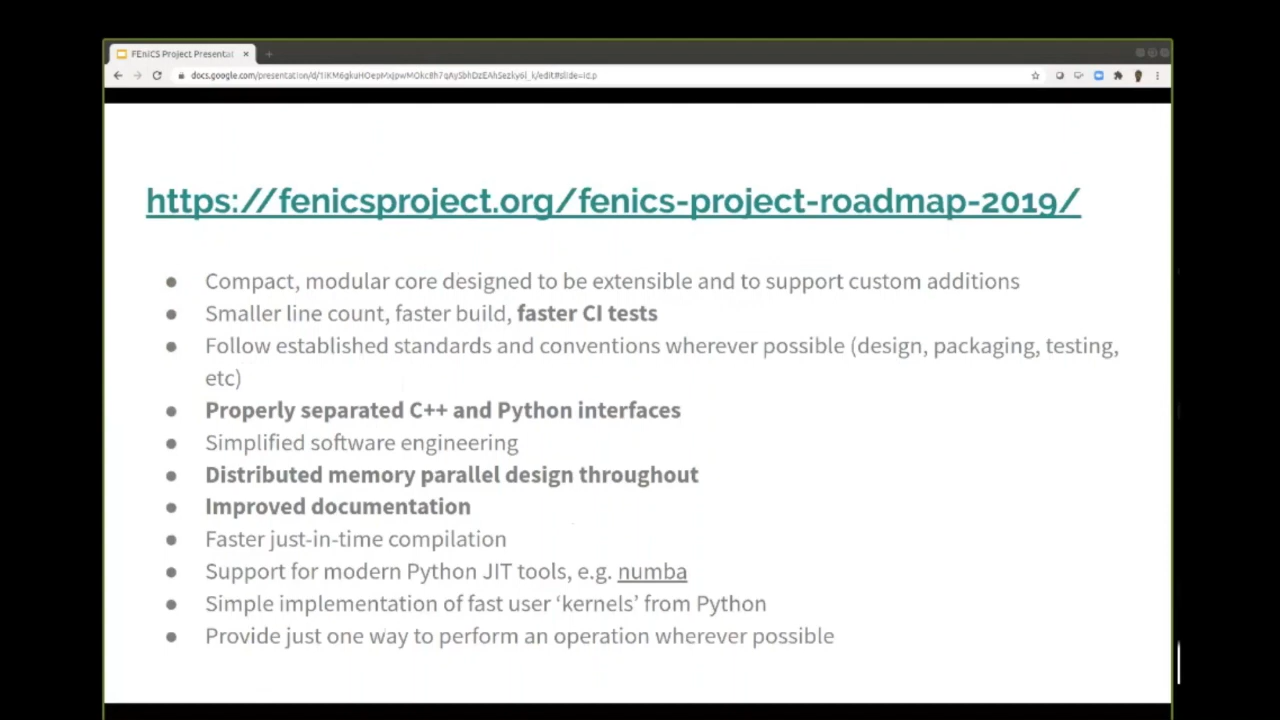 FEniCS Project Presentat
docs.google.com/presentation/d/
https://fenicsproject.org/fenics-project-roadmap-2019/
● Compact, modular core designed to be extensible and to support custom additions
● Smaller line count, faster build, faster CI tests
● Follow established standards and conventions wherever possible (design, packaging, testing,
etc)
● Properly separated C++ and Python interfaces
● Simplified software engineering
● Distributed memory parallel design throughout
● Improved documentation
● Faster just-in-time compilation
● Support for modern Python JIT tools, e.g. numba
● Simple implementation of fast user ‘kernels’ from Python
● Provide just one way to perform an operation wherever possible